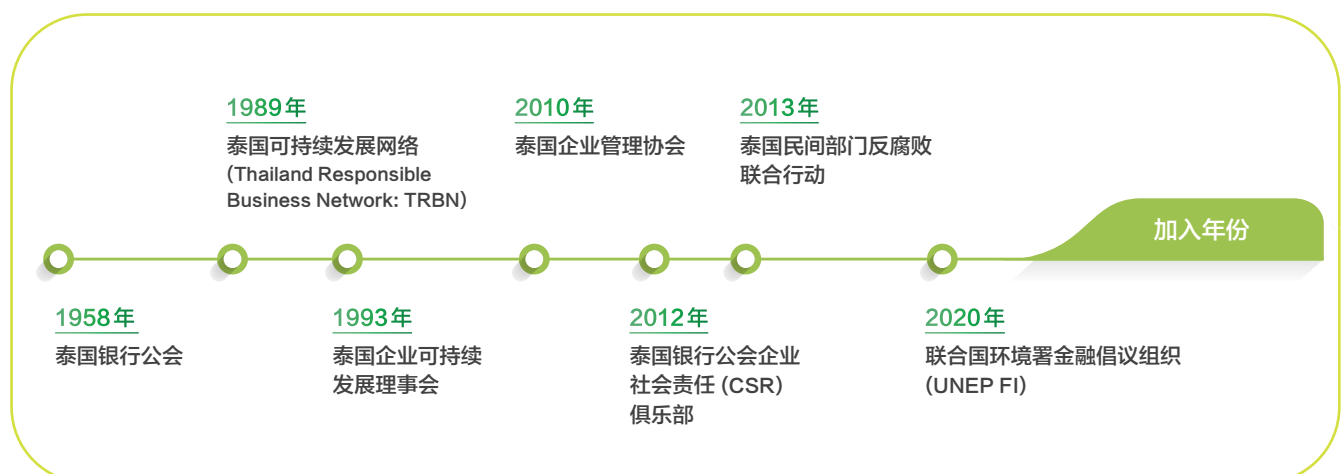 1989年
泰国可持续发展网络
(Thailand Responsible
Business Network: TRBN)
2010年
泰国企业管理协会
2013年
泰国民间部门反腐败
联合行动
加入年份
1958年
泰国银行公会
1993年
泰国企业可持续
发展理事会
2012年
泰国银行公会企业
社会责任 (CSR)
俱乐部
2020年
联合国环境署金融倡议组织
(UNEP FI)